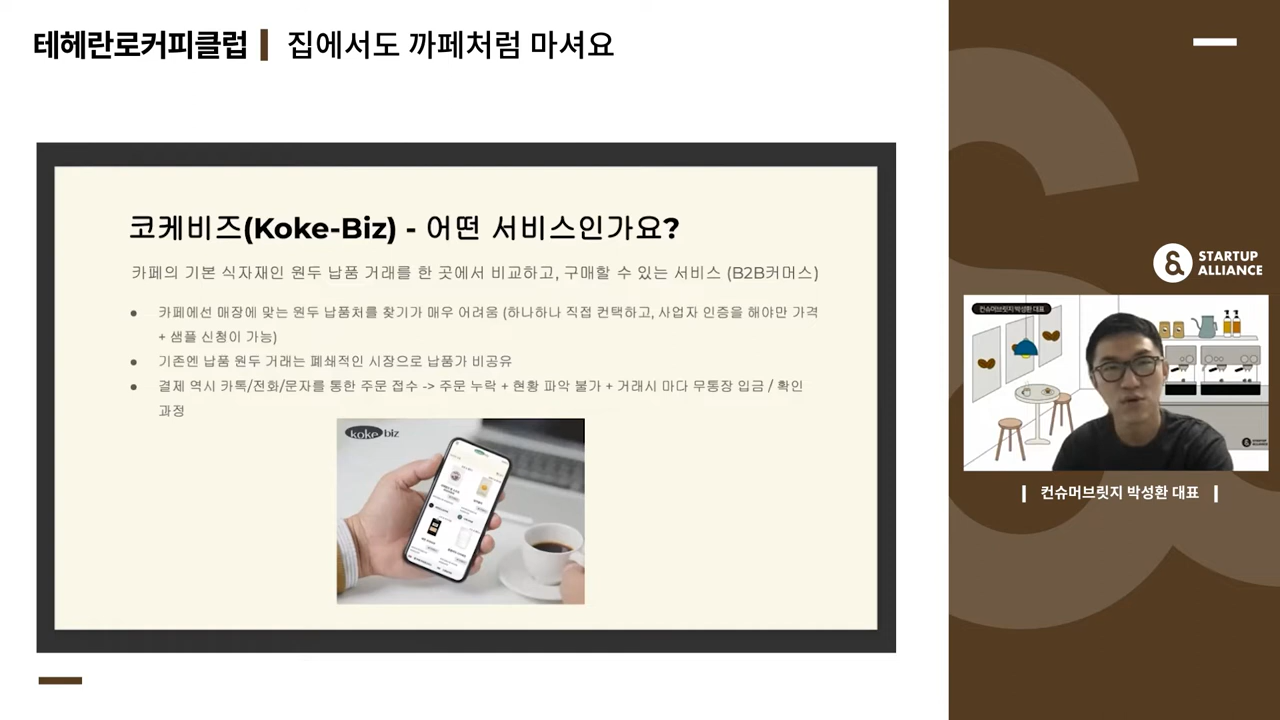 테헤란로커피클럽 집에서도 까페처럼 마셔요
코케비즈(Koke-Biz) - 어떤 서비스인가요?
카페의 기본 식자재인 원두 납품 거래를 한 곳에서 비교하고, 구매할 수 있는 서비스 (B2B커머스)
● 카페에선 매장에 맞는 원두 납품처를 찾기가 매우 어려움 (하나하나 직접 컨택하고, 사업자 인증을 해야만 가격
+ 샘플 신청이 가능)
● 기존엔 납품 원두 거래는 폐쇄적인 시장으로 납품가 비공유
● 결제 역시 카톡/전화/문자를 통한 주문 접수 -> 주문 누락 + 현황 파악 불가 + 거래시 마다 무통장 입금 / 확인
과정
koke biz
STARTUP
ALLIANCE
컨슈머브릿지 박성환 대표
STARTUP
ALLIANCE
| 컨슈머브릿지 박성환 대표 |